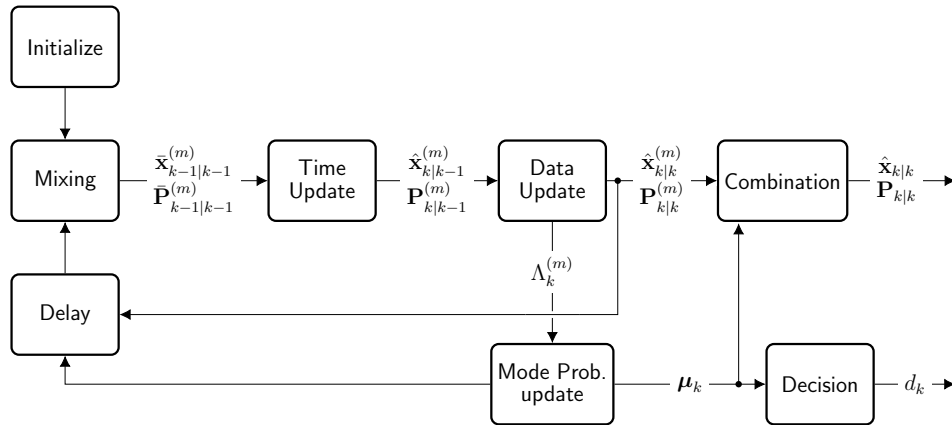 Initialize
Mixing
x̄_{k-1|k-1}^{(m)}
P̄_{k-1|k-1}^{(m)}
Time
Update
x̂_{k|k-1}^{(m)}
P_{k|k-1}^{(m)}
Data
Update
x̂_{k|k}^{(m)}
P_{k|k}^{(m)}
Combination
x̂_{k|k}
P_{k|k}
Λ_k^{(m)}
Delay
Mode Prob.
update
μ_k
Decision
d_k